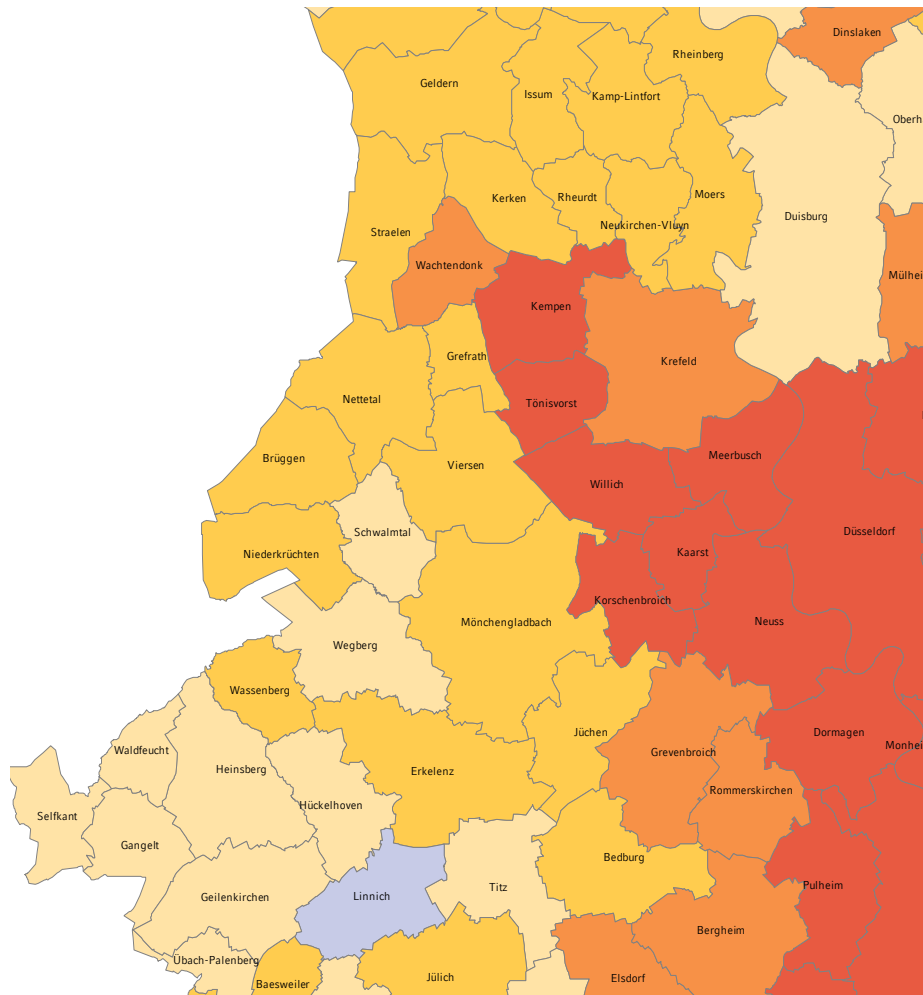 Dinslaken
Rheinberg
Geldern
Issum
Kamp-Lintfort
Oberh
Moers
Kerken
Rheurdt
Duisburg
Neukirchen-Vluyn
Straelen
Wachtendonk
Mülhei
Kempen
Grefrath
Krefeld
Nettetal
Tönisvorst
Meerbusch
Brüggen
Viersen
Willich
Schwalmtal
Düsseldorf
Niederkrüchten
Kaarst
Korschenbroich
Mönchengladbach
Neuss
Wegberg
Wassenberg
Jüchen
Dormagen
Monhei
Waldfeucht
Grevenbroich
Heinsberg
Erkelenz
Rommerskirchen
Hückelhoven
Selfkant
Gangelt
Bedburg
Pulheim
Titz
Linnich
Geilenkirchen
Bergheim
Übach-Palenberg
Jülich
Elsdorf
Baesweiler